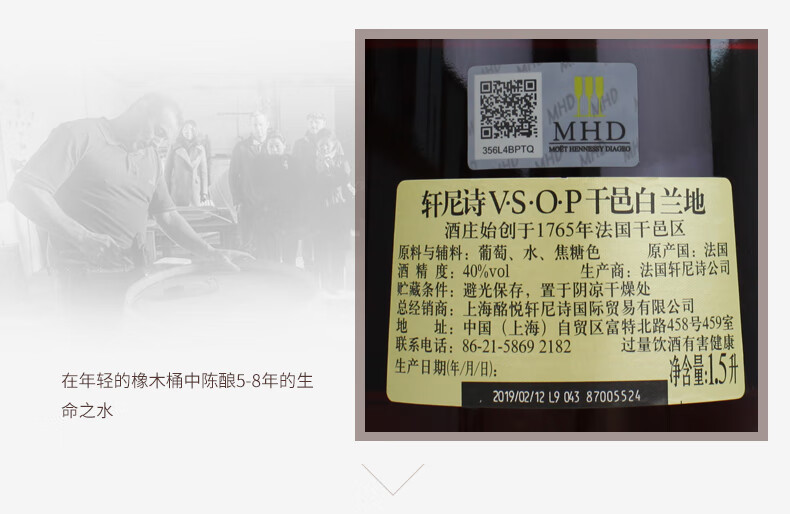 MHD
MOËT HENNESSY DIAGEO
356L4BPTQ
轩尼诗V·S·O·P干邑白兰地
酒庄始创于1765年法国干邑区
原料与辅料：葡萄、水、焦糖色 原产国：法国
酒 精 度：40%vol 生产商：法国轩尼诗公司
贮藏条件：避光保存，置于阴凉干燥处
总经销商：上海酩悦轩尼诗国际贸易有限公司
地 址：中国（上海）自贸区富特北路458号459室
联系电话：86-21-5869 2182 过量饮酒有害健康
生产日期(年/月/日)： 净含量:1.5升
2019/02/12 L9 043 87005524
在年轻的橡木桶中陈酿5-8年的生
命之水